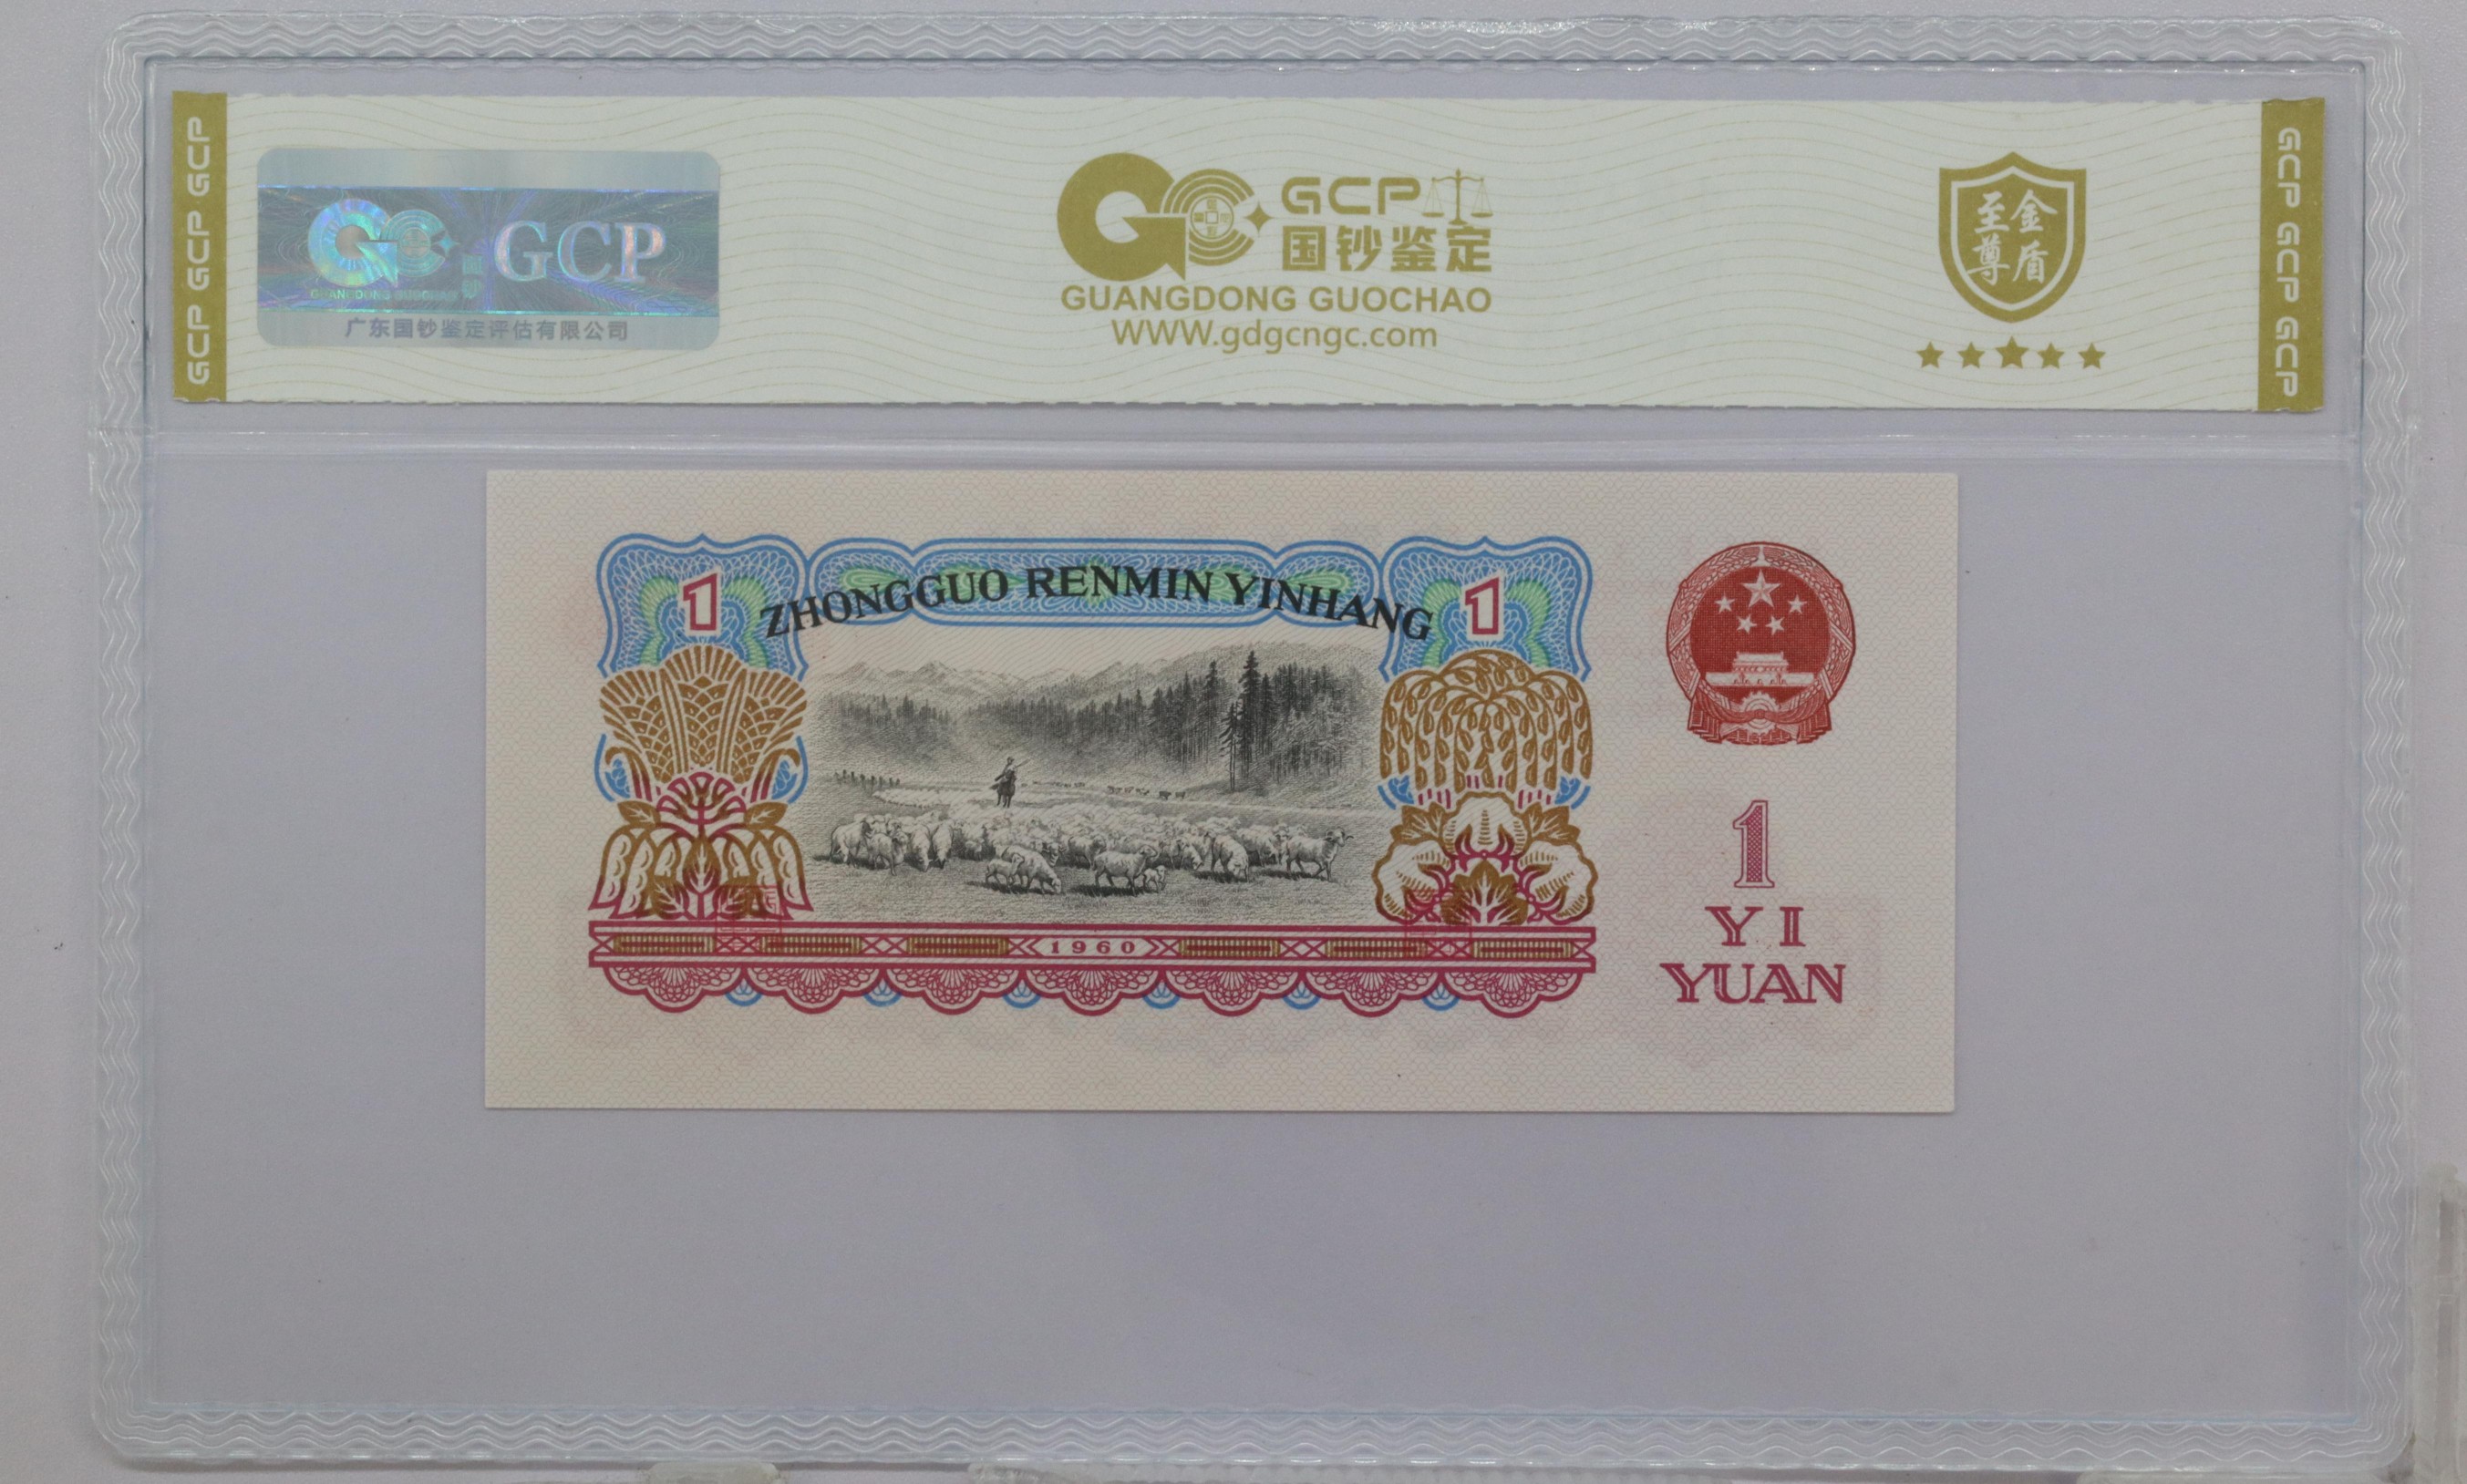 GCP GCP GCP
GCP
GUANGDONG GUOCHAO
国钞
广东国钞鉴定评估有限公司
GCP
国钞鉴定
GUANGDONG GUOCHAO
WWW.gdgcngc.com
至尊
金盾
GCP GCP GCP
1
ZHONGGUO RENMIN YINHANG
1
1960
1
YI
YUAN